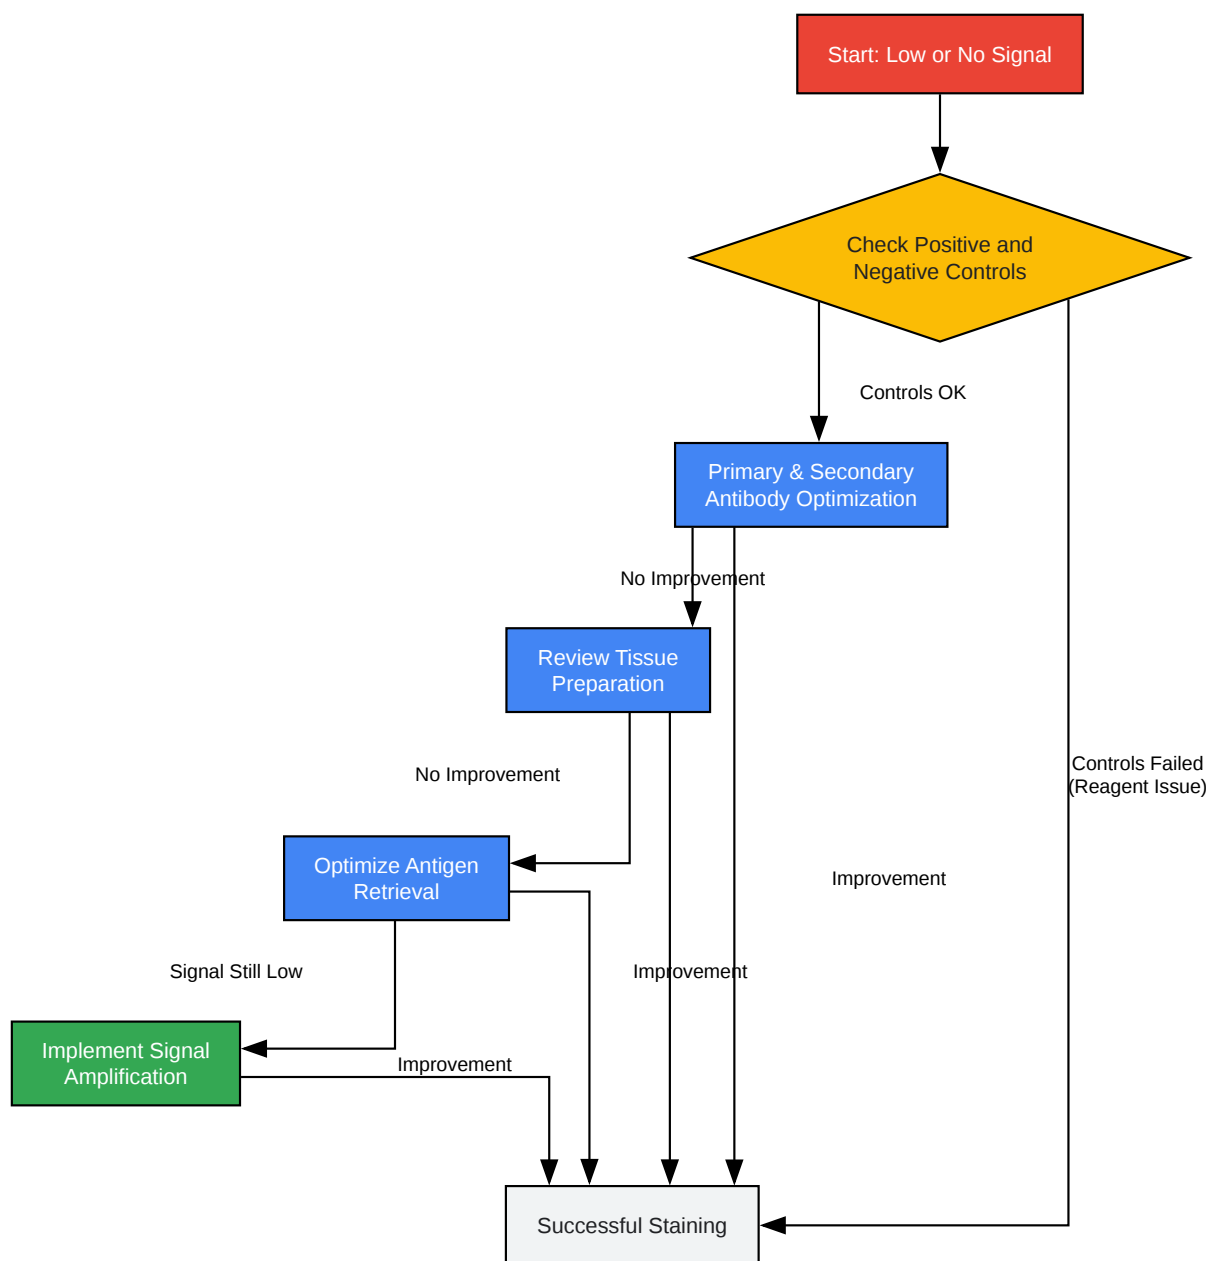 Start: Low or No Signal
Check Positive and
Negative Controls
Controls OK
Primary & Secondary
Antibody Optimization
No Improvement
Review Tissue
Preparation
No Improvement
Controls Failed
(Reagent Issue)
Optimize Antigen
Retrieval
Improvement
Signal Still Low
Improvement
Implement Signal
Amplification
Improvement
Successful Staining